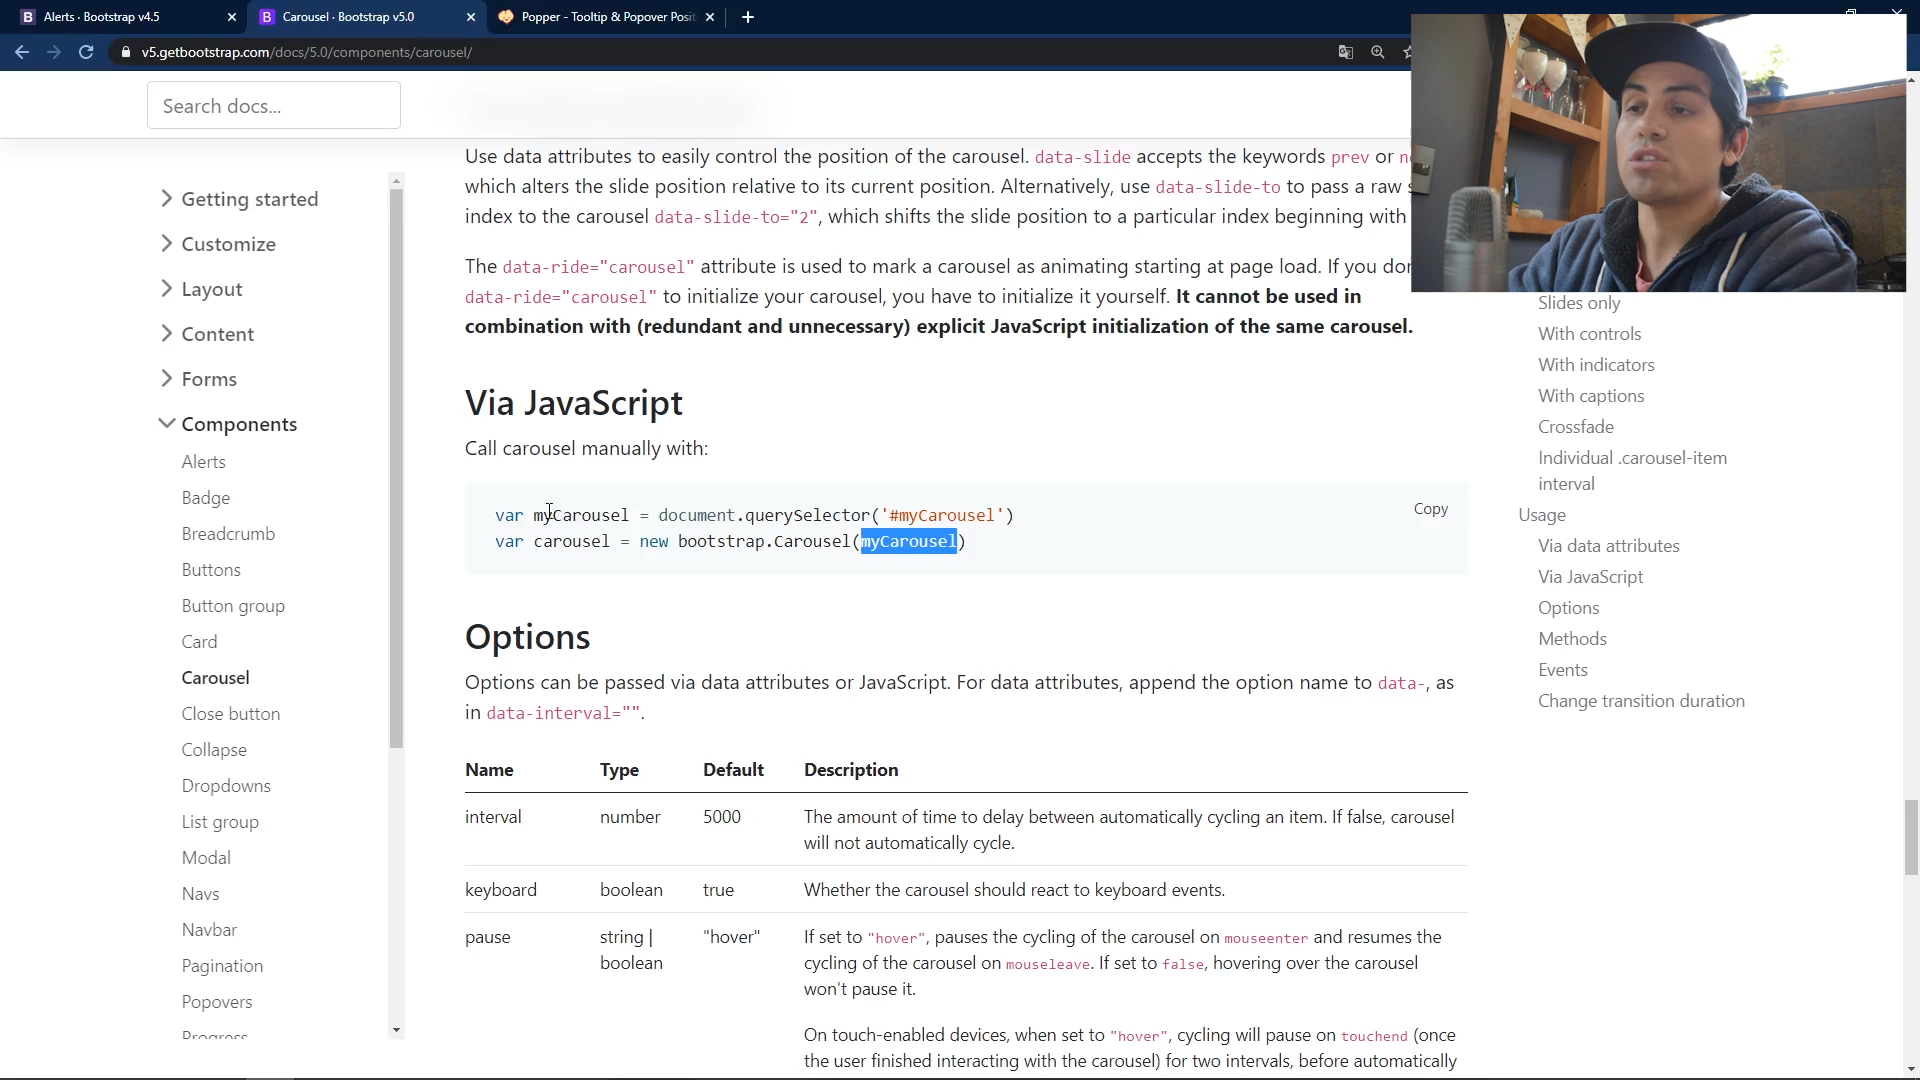 Alerts · Bootstrap v4.5
Carousel · Bootstrap v5.0
Popper - Tooltip & Popover Posi
v5.getbootstrap.com/docs/5.0/components/carousel/
Search docs...
Getting started
Customize
Layout
Content
Forms
Components
Alerts
Badge
Breadcrumb
Buttons
Button group
Card
Carousel
Close button
Collapse
Dropdowns
List group
Modal
Navs
Navbar
Pagination
Popovers
Progress
Use data attributes to easily control the position of the carousel. data-slide accepts the keywords prev or
which alters the slide position relative to its current position. Alternatively, use data-slide-to to pass a raw
index to the carousel data-slide-to="2", which shifts the slide position to a particular index beginning with
The data-ride="carousel" attribute is used to mark a carousel as animating starting at page load. If you
data-ride="carousel" to initialize your carousel, you have to initialize it yourself. It cannot be used in
combination with (redundant and unnecessary) explicit JavaScript initialization of the same carousel.
Via JavaScript
Call carousel manually with:
var myCarousel = document.querySelector('#myCarousel')
var carousel = new bootstrap.Carousel(myCarousel)
Copy
Options
Options can be passed via data attributes or JavaScript. For data attributes, append the option name to data-, as
in data-interval="".
Name Type Default Description
interval number 5000 The amount of time to delay between automatically cycling an item. If false, carousel
will not automatically cycle.
keyboard boolean true Whether the carousel should react to keyboard events.
pause string | "hover" If set to "hover", pauses the cycling of the carousel on mouseenter and resumes the
boolean cycling of the carousel on mouseleave. If set to false, hovering over the carousel
won't pause it.
On touch-enabled devices, when set to "hover", cycling will pause on touchend (once
the user finished interacting with the carousel) for two intervals, before automatically
Slides only
With controls
With indicators
With captions
Crossfade
Individual .carousel-item
interval
Usage
Via data attributes
Via JavaScript
Options
Methods
Events
Change transition duration